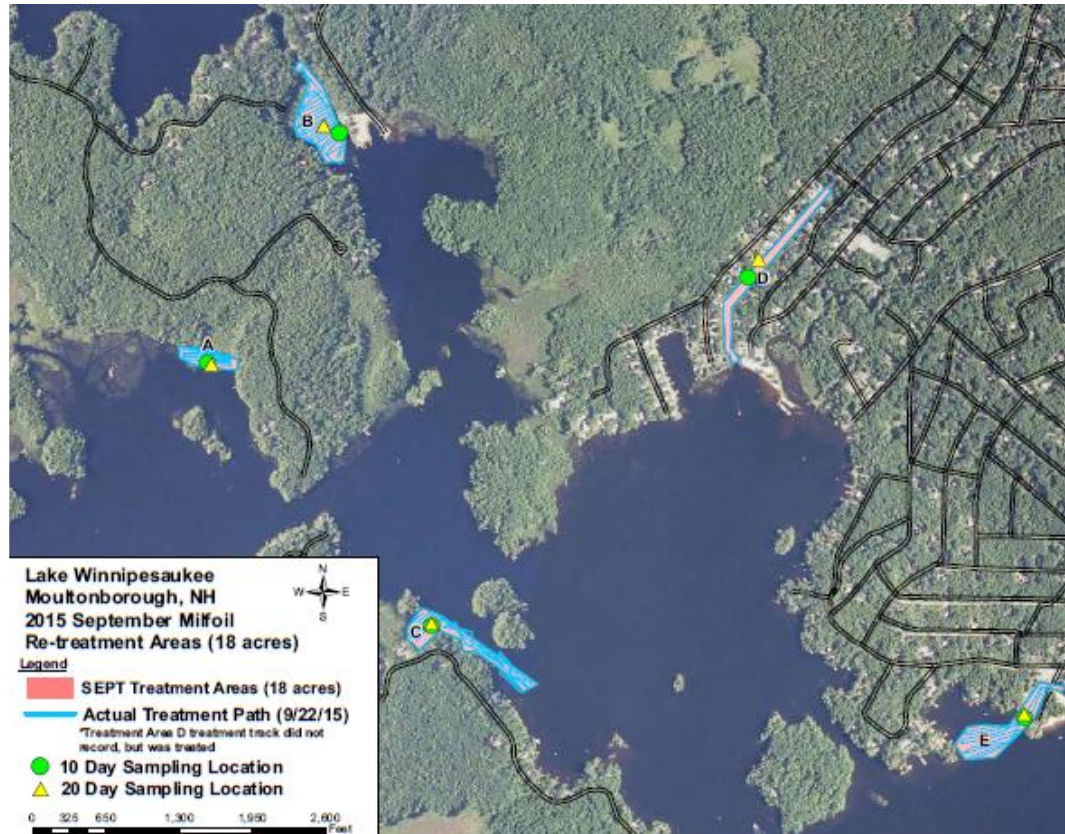 B
A
D
C
E
Lake Winnipesaukee
Moultonborough, NH
2015 September Milfoil
Re-treatment Areas (18 acres)
N
W E
S
Legend
SEPT Treatment Areas (18 acres)
Actual Treatment Path (9/22/15)
*Treatment Area D treatment track did not
record, but was treated
10 Day Sampling Location
20 Day Sampling Location
0 325 650 1,300 1,950 2,600
Feet